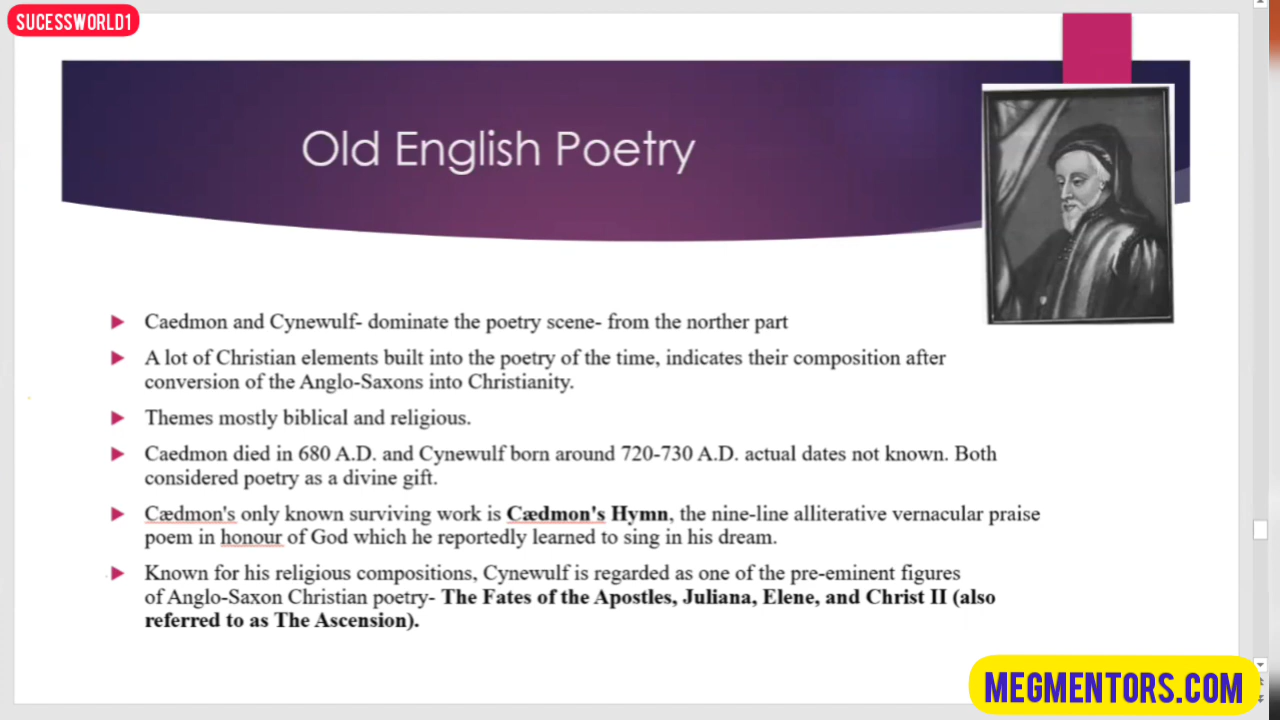 SUCESSWORLD1
Old English Poetry
Caedmon and Cynewulf- dominate the poetry scene- from the norther part
A lot of Christian elements built into the poetry of the time, indicates their composition after
conversion of the Anglo-Saxons into Christianity.
Themes mostly biblical and religious.
Caedmon died in 680 A.D. and Cynewulf born around 720-730 A.D. actual dates not known. Both
considered poetry as a divine gift.
Cædmon's only known surviving work is Cædmon's Hymn, the nine-line alliterative vernacular praise
poem in honour of God which he reportedly learned to sing in his dream.
Known for his religious compositions, Cynewulf is regarded as one of the pre-eminent figures
of Anglo-Saxon Christian poetry- The Fates of the Apostles, Juliana, Elene, and Christ II (also
referred to as The Ascension).
MEGMENTORS.COM